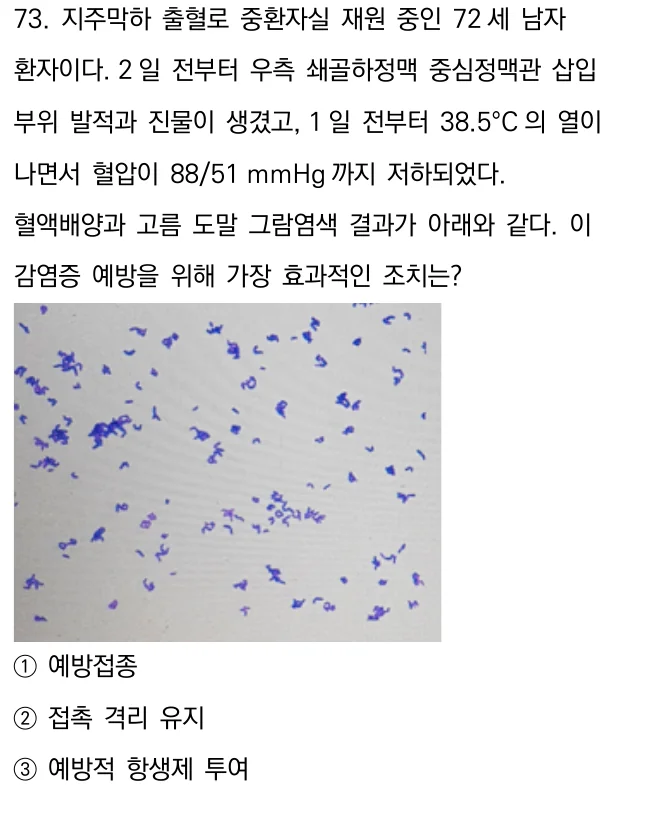 73. 지주막하 출혈로 중환자실 재원 중인 72세 남자
환자이다. 2일 전부터 우측 쇄골하정맥 중심정맥관 삽입
부위 발적과 진물이 생겼고, 1일 전부터 38.5°C의 열이
나면서 혈압이 88/51 mmHg까지 저하되었다.
혈액배양과 고름 도말 그람염색 결과가 아래와 같다. 이
감염증 예방을 위해 가장 효과적인 조치는?
① 예방접종
② 접촉 격리 유지
③ 예방적 항생제 투여